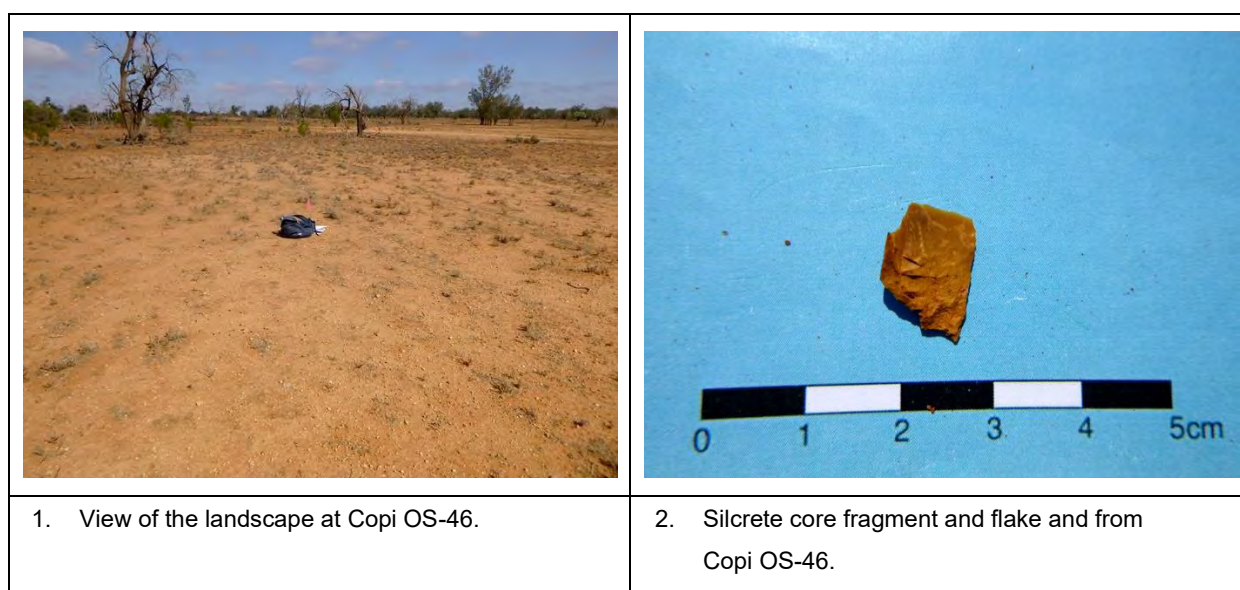 0 1 2 3 4 5cm
1. View of the landscape at Copi OS-46.
2. Silcrete core fragment and flake and from
Copi OS-46.